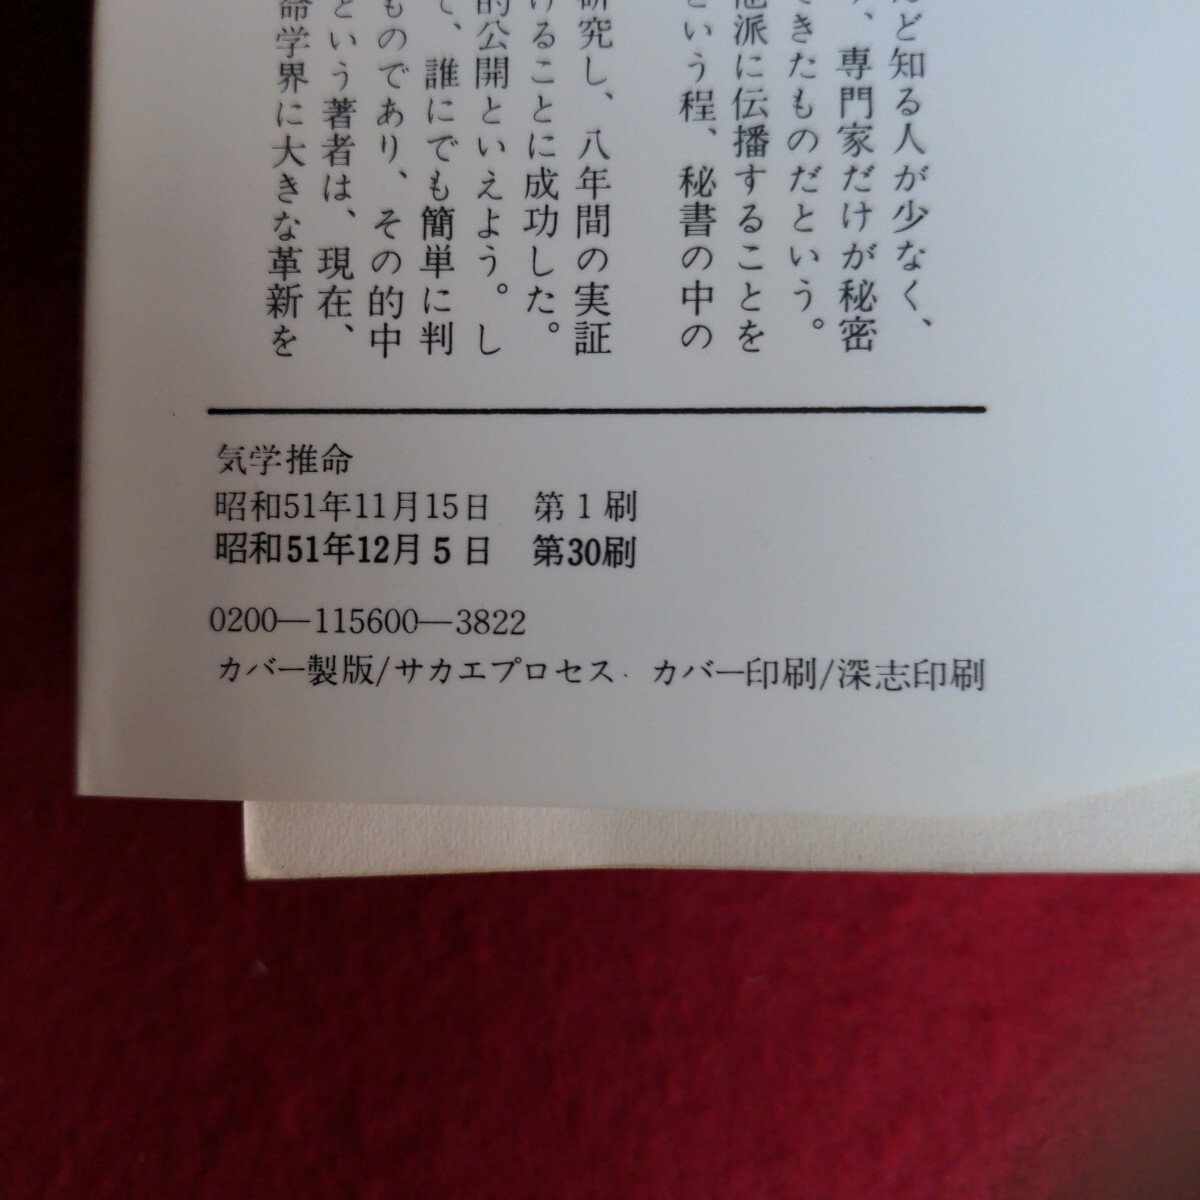 んど知る人が少なく、
、専門家だけが秘密
きたものだという。
他派に伝播することを
という程、秘書の中の
研究し、八年間の実証
けることに成功した。
的公開といえよう。し
て、誰にでも簡単に判
ものであり、その的中
という著者は、現在、
命学界に大きな革新を
気学推命
昭和51年11月15日 第1刷
昭和51年12月5日 第30刷
0200—115600—3822
カバー製版/サカエプロセス カバー印刷/深志印刷